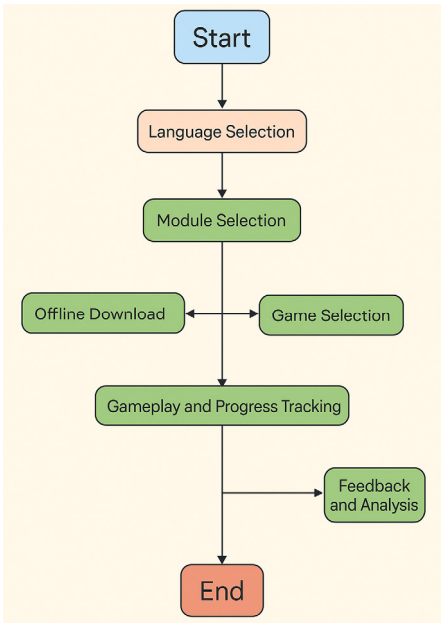 Start
Language Selection
Module Selection
Offline Download
Game Selection
Gameplay and Progress Tracking
Feedback
and Analysis
End